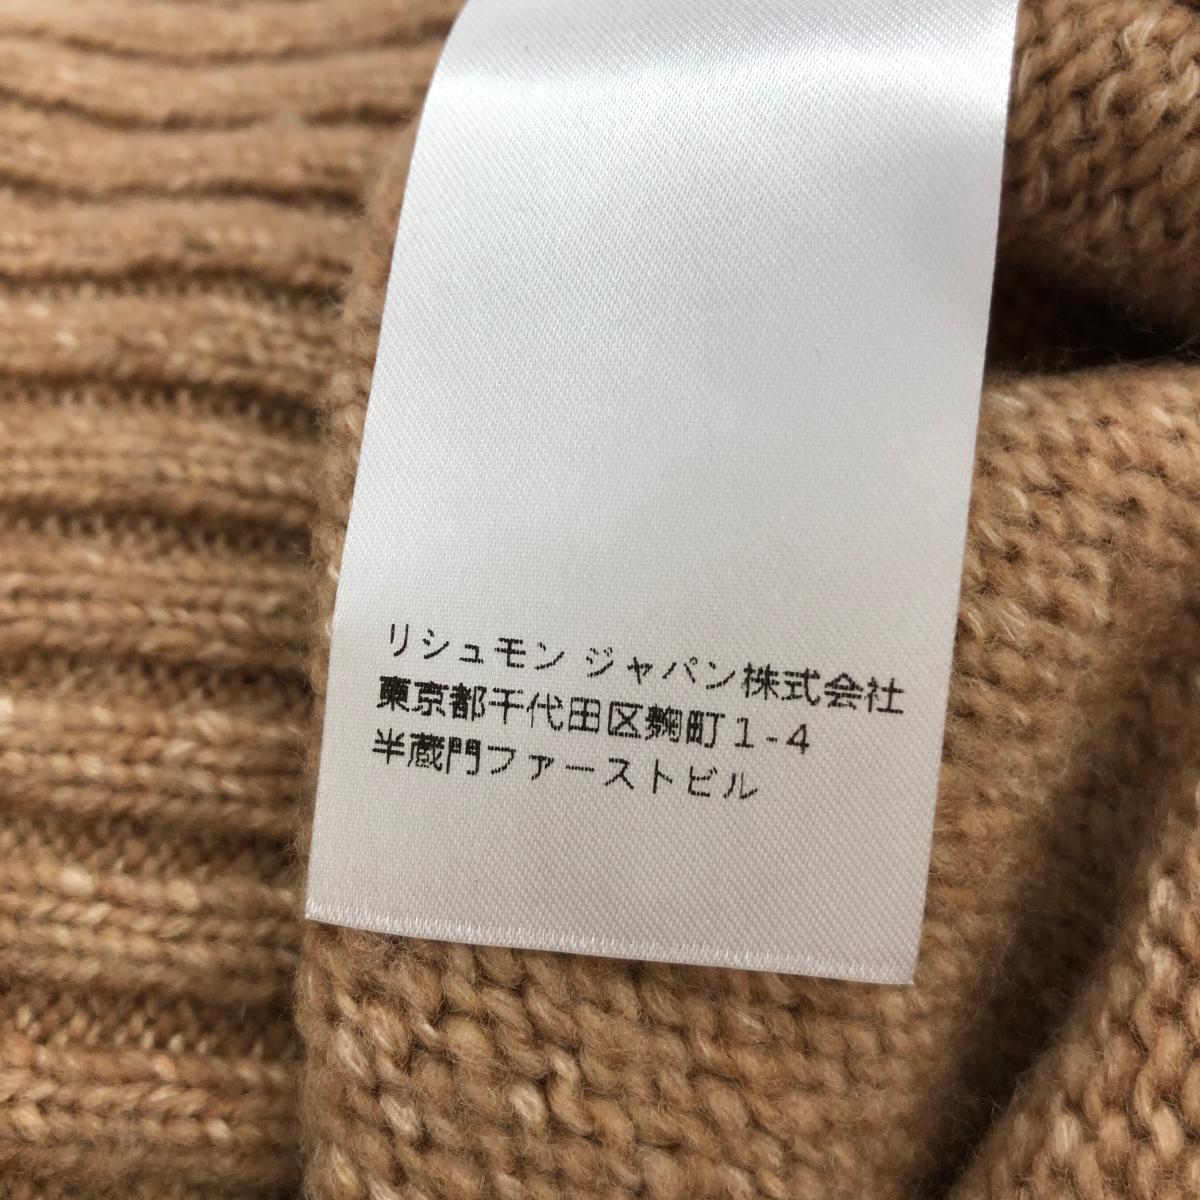 リシュモン ジャパン株式会社
東京都千代田区麴町1-4
半蔵門ファーストビル